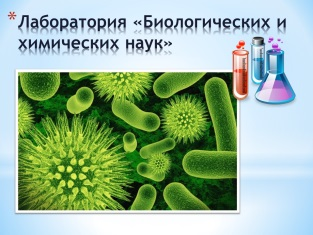 *Лаборатория «Биологических и
химических наук»